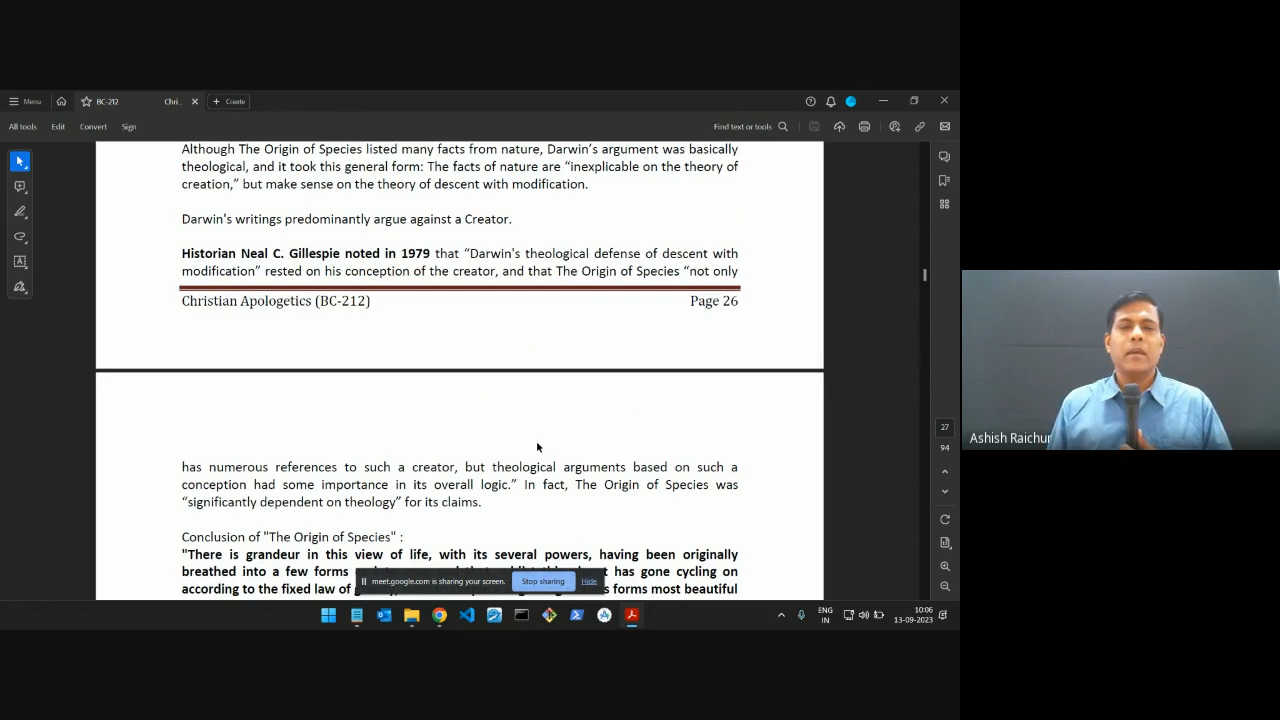 Menu
BC-212
Chri...
Create
All tools
Edit
Convert
Sign
Find text or tools
Although The Origin of Species listed many facts from nature, Darwin's argument was basically
theological, and it took this general form: The facts of nature are “inexplicable on the theory of
creation,” but make sense on the theory of descent with modification.
Darwin's writings predominantly argue against a Creator.
Historian Neal C. Gillespie noted in 1979 that “Darwin's theological defense of descent with
modification” rested on his conception of the creator, and that The Origin of Species “not only
Christian Apologetics (BC-212)
Page 26
has numerous references to such a creator, but theological arguments based on such a
conception had some importance in its overall logic.” In fact, The Origin of Species was
“significantly dependent on theology” for its claims.
Conclusion of "The Origin of Species" :
"There is grandeur in this view of life, with its several powers, having been originally
breathed into a few forms has gone cycling on
according to the fixed law of forms most beautiful
meet.google.com is sharing your screen.
Stop sharing
Hide
27
94
Ashish Raichur
ENG
IN
10:06
13-09-2023